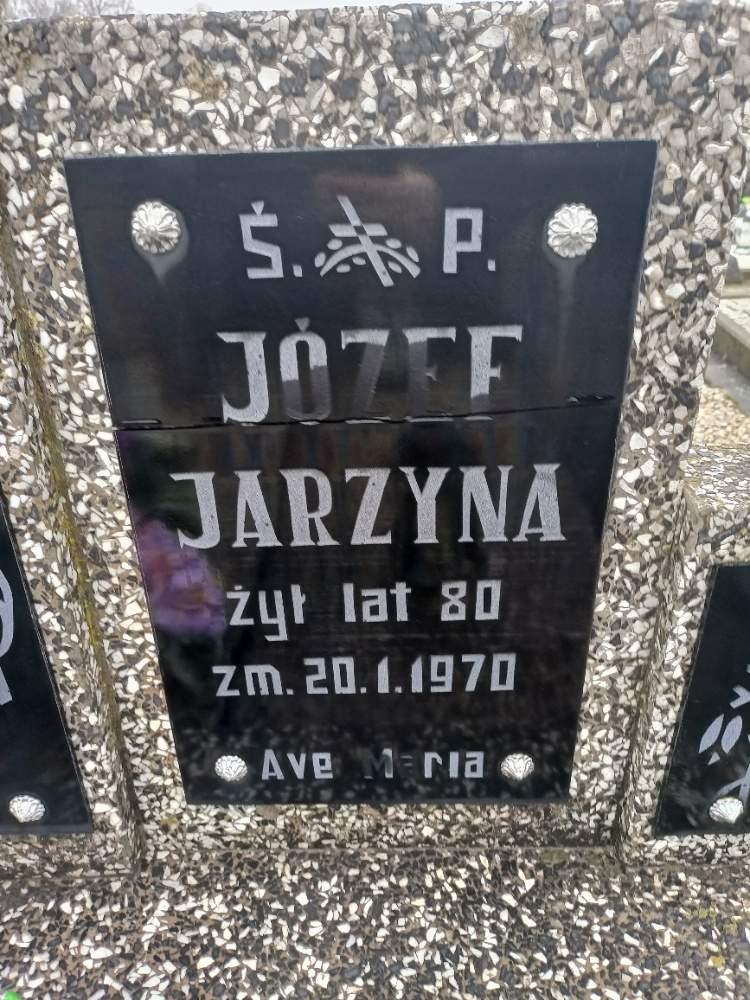 Ś. P.
JÓZEF
JARZYNA
żył lat 80
zm. 20.1.1970
Ave Maria